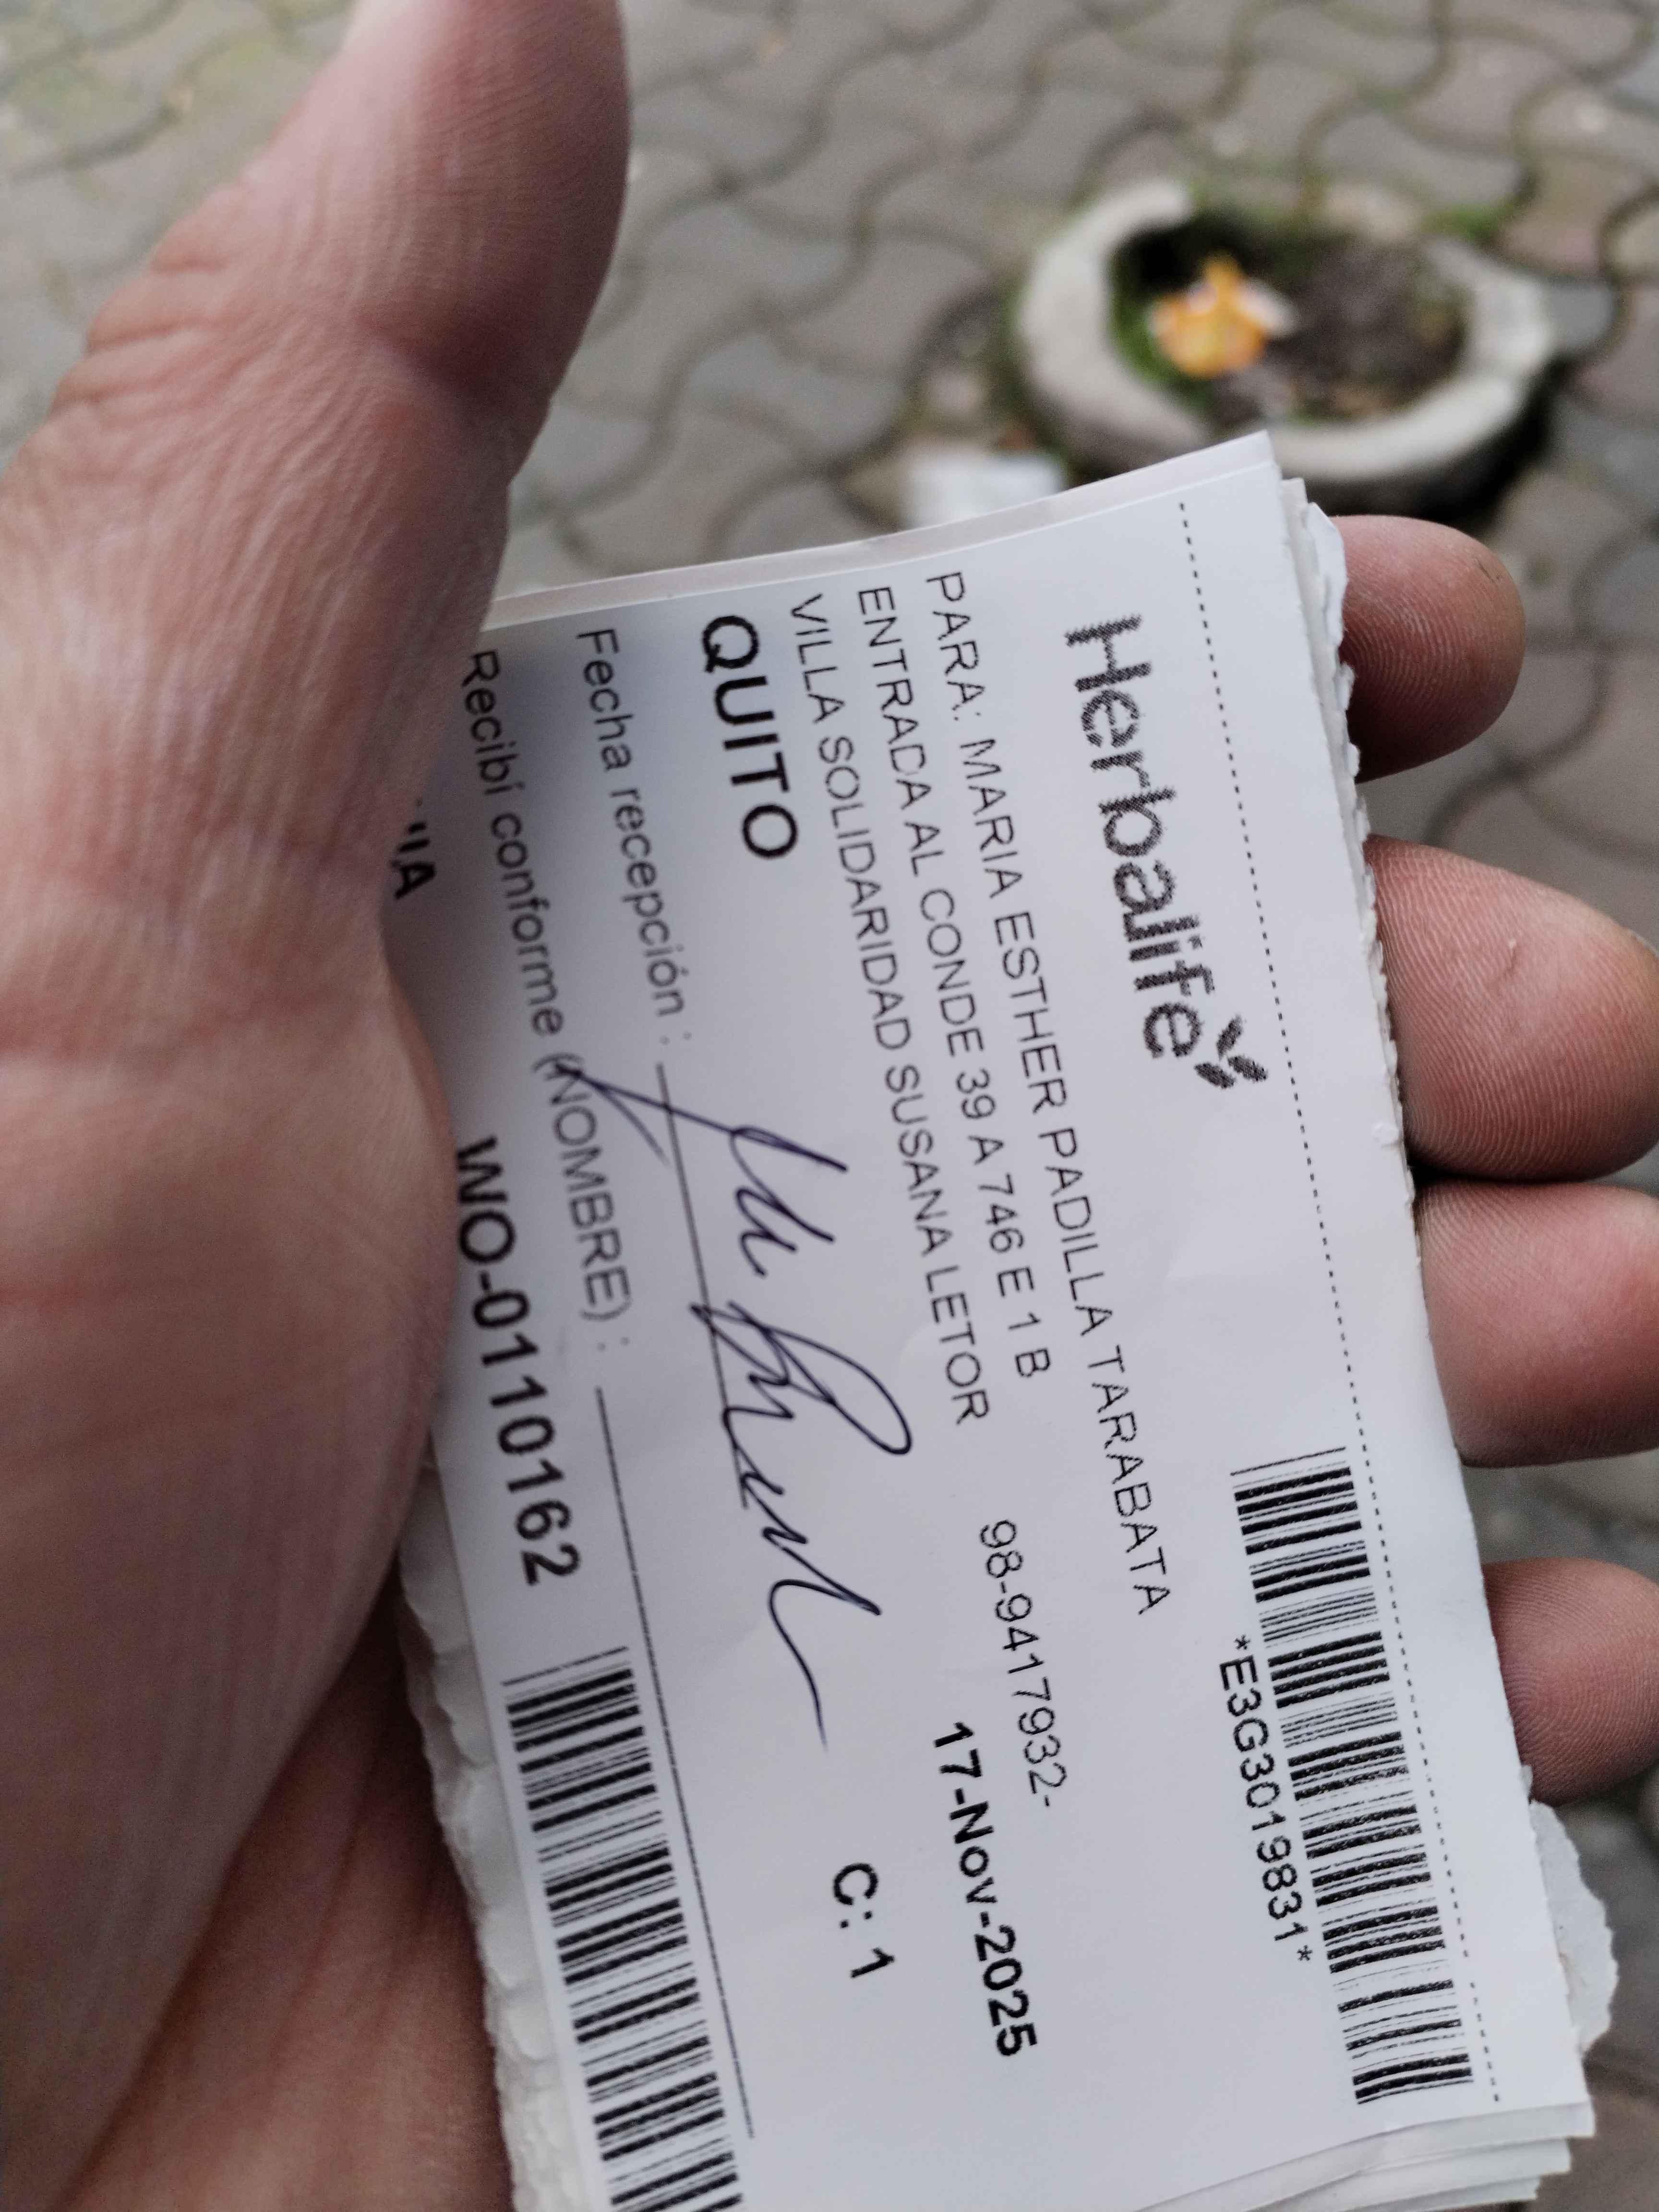 Herbalife
*E3G3019831*
PARA: MARIA ESTHER PADILLA TARABATA
ENTRADA AL CONDE 39 A 746 E 1 B 98-9417932-
VILLA SOLIDARIDAD SUSANA LETOR 17-Nov-2025
QUITO C: 1
Fecha recepción :
Recibí conforme (NOMBRE) :
WO-0110162